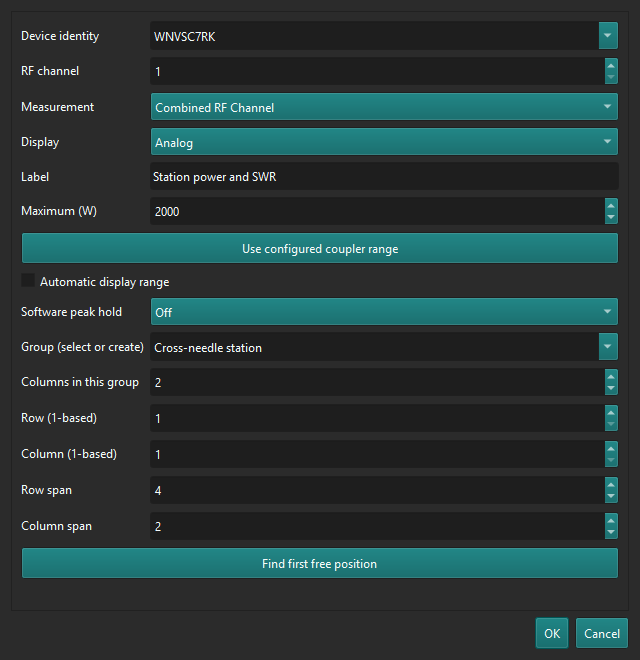 Device identity WNVSC7RK
RF channel 1
Measurement Combined RF Channel
Display Analog
Label Station power and SWR
Maximum (W) 2000
Use configured coupler range
Automatic display range
Software peak hold Off
Group (select or create) Cross-needle station
Columns in this group 2
Row (1-based) 1
Column (1-based) 1
Row span 4
Column span 2
Find first free position
OK Cancel